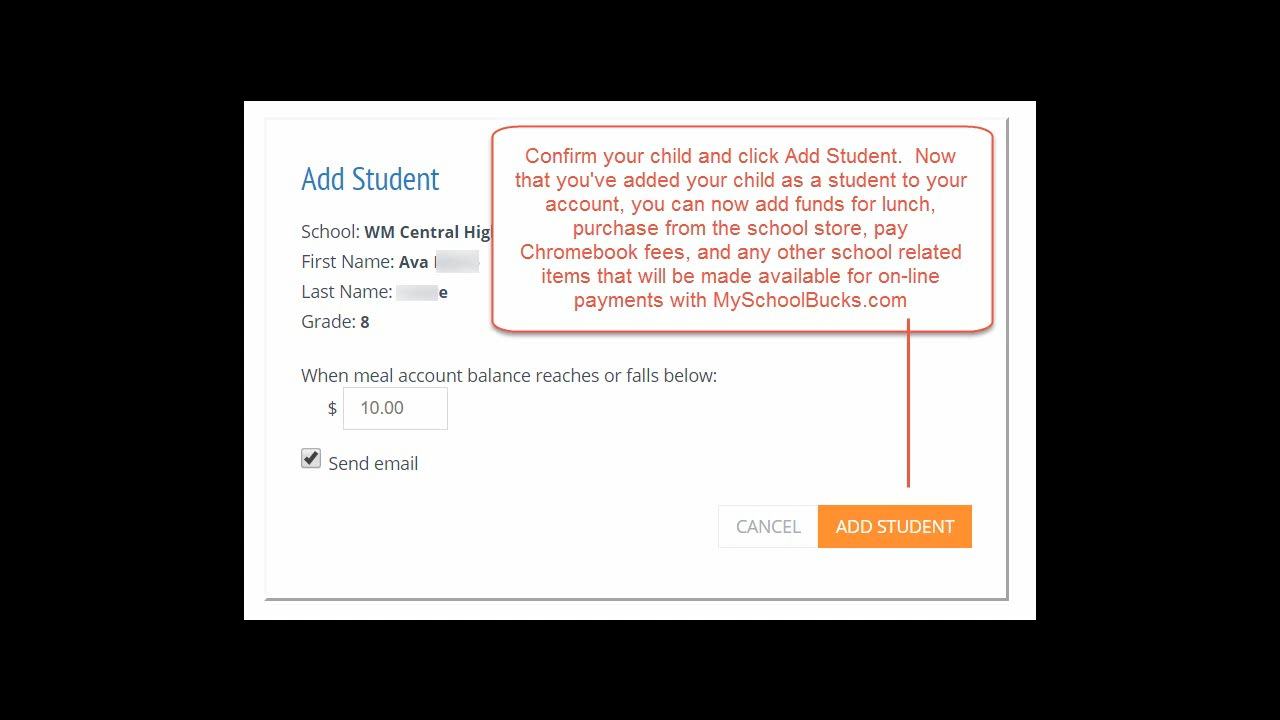 Add Student
Confirm your child and click Add Student.  Now
that you've added your child as a student to your
account, you can now add funds for lunch,
purchase from the school store, pay
Chromebook fees, and any other school related
items that will be made available for on-line
payments with MySchoolBucks.com
School: WM Central Hig
First Name: Ava
Last Name:
Grade: 8
When meal account balance reaches or falls below:
$ 10.00
Send email
CANCEL
ADD STUDENT